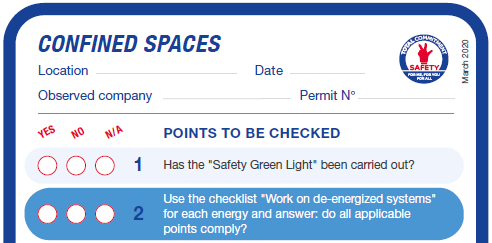 CONFINED SPACES
Location
Date
Observed company
Permit N°
TOTAL COMMITMENT
SAFETY
FOR ME, FOR YOU
FOR ALL
March 2020
YES NO N/A
POINTS TO BE CHECKED
1 Has the "Safety Green Light" been carried out?
2 Use the checklist "Work on de-energized systems"
for each energy and answer: do all applicable
points comply?